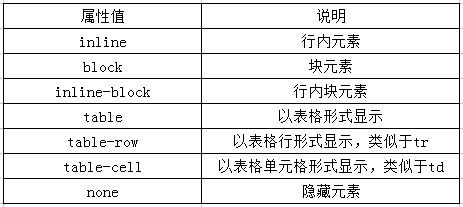 属性值 说明
inline 行内元素
block 块元素
inline-block 行内块元素
table 以表格形式显示
table-row 以表格行形式显示，类似于tr
table-cell 以表格单元格形式显示，类似于td
none 隐藏元素